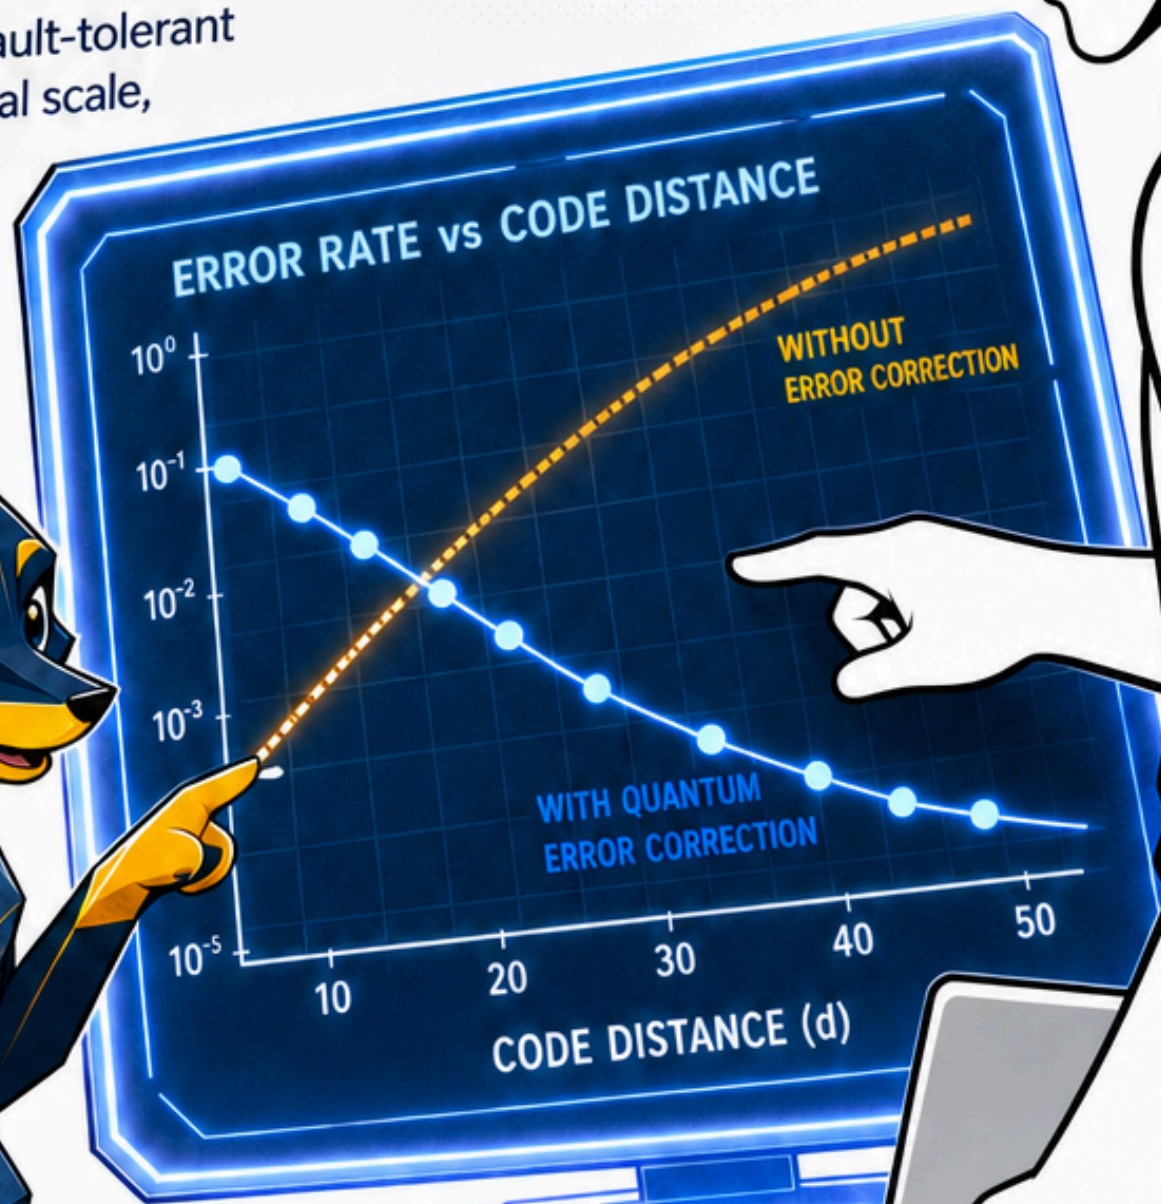 ault-tolerant
al scale,
ERROR RATE vs CODE DISTANCE
10⁰
10⁻¹
10⁻²
10⁻³
10⁻⁵
WITHOUT
ERROR CORRECTION
WITH QUANTUM
ERROR CORRECTION
10 20 30 40 50
CODE DISTANCE (d)